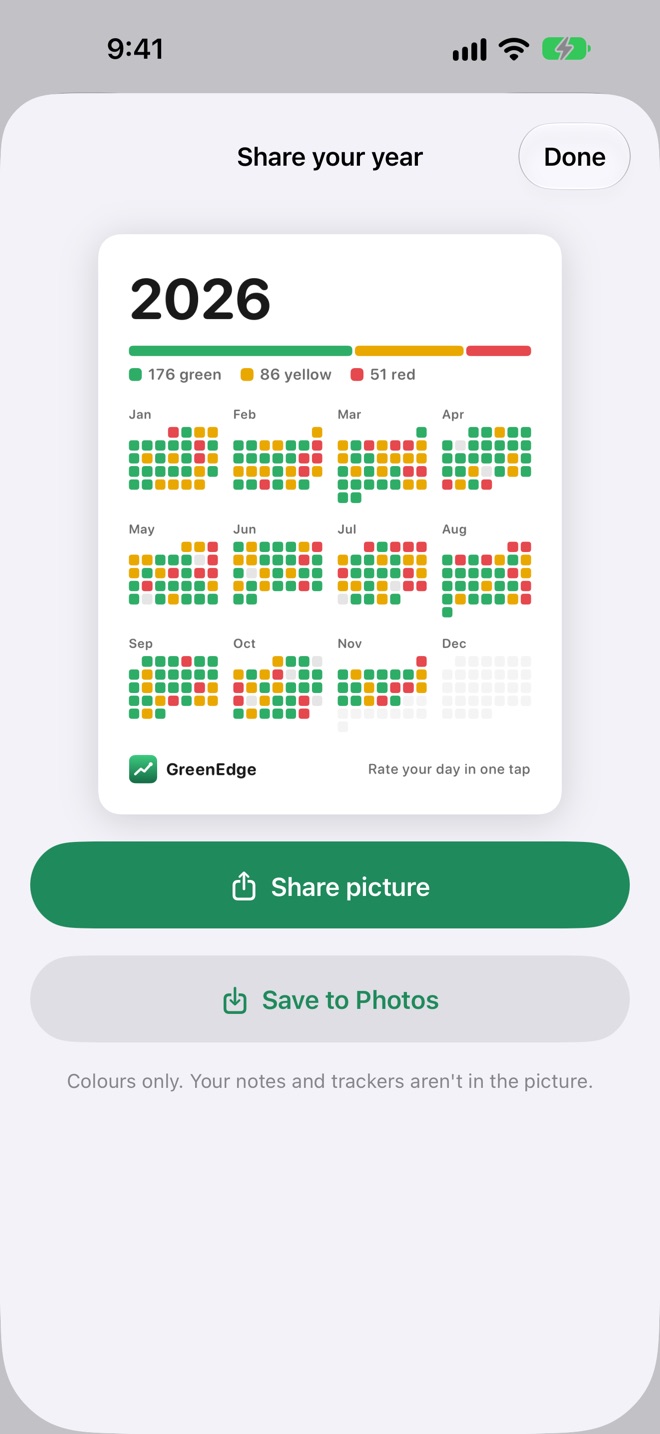 9:41
Share your year
Done
2026
176 green 86 yellow 51 red
Jan Feb Mar Apr
May Jun Jul Aug
Sep Oct Nov Dec
GreenEdge
Rate your day in one tap
Share picture
Save to Photos
Colours only. Your notes and trackers aren't in the picture.